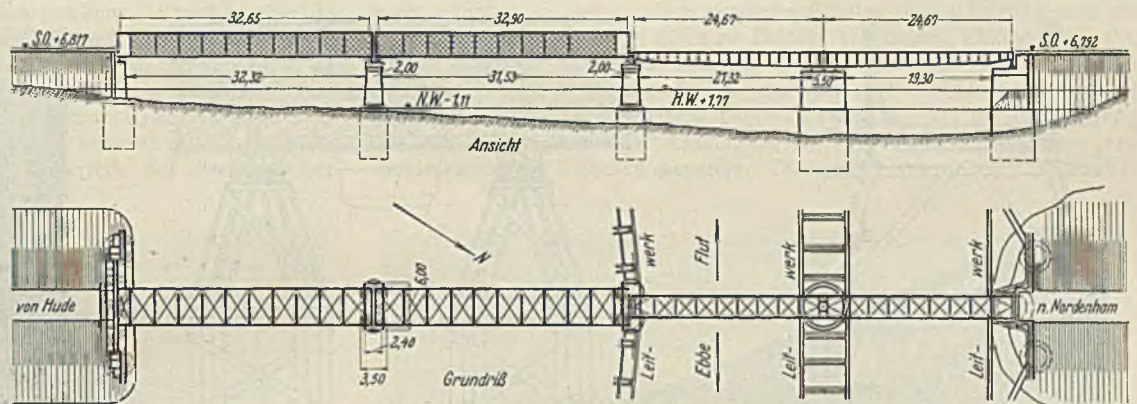 32,65 32,90 24,67 24,67
S.O. + 6,817
S.O. + 6,792
2,00 2,00
32,32 31,53 21,32 5,50 19,30
N.W. - 1,11 H.W. + 1,77
Ansicht
N
werk Flut werk werk
6,00
von Hude
n. Nordenham
2,40
3,50
Grundriß
Leit- Ebbe Leit- Leit-